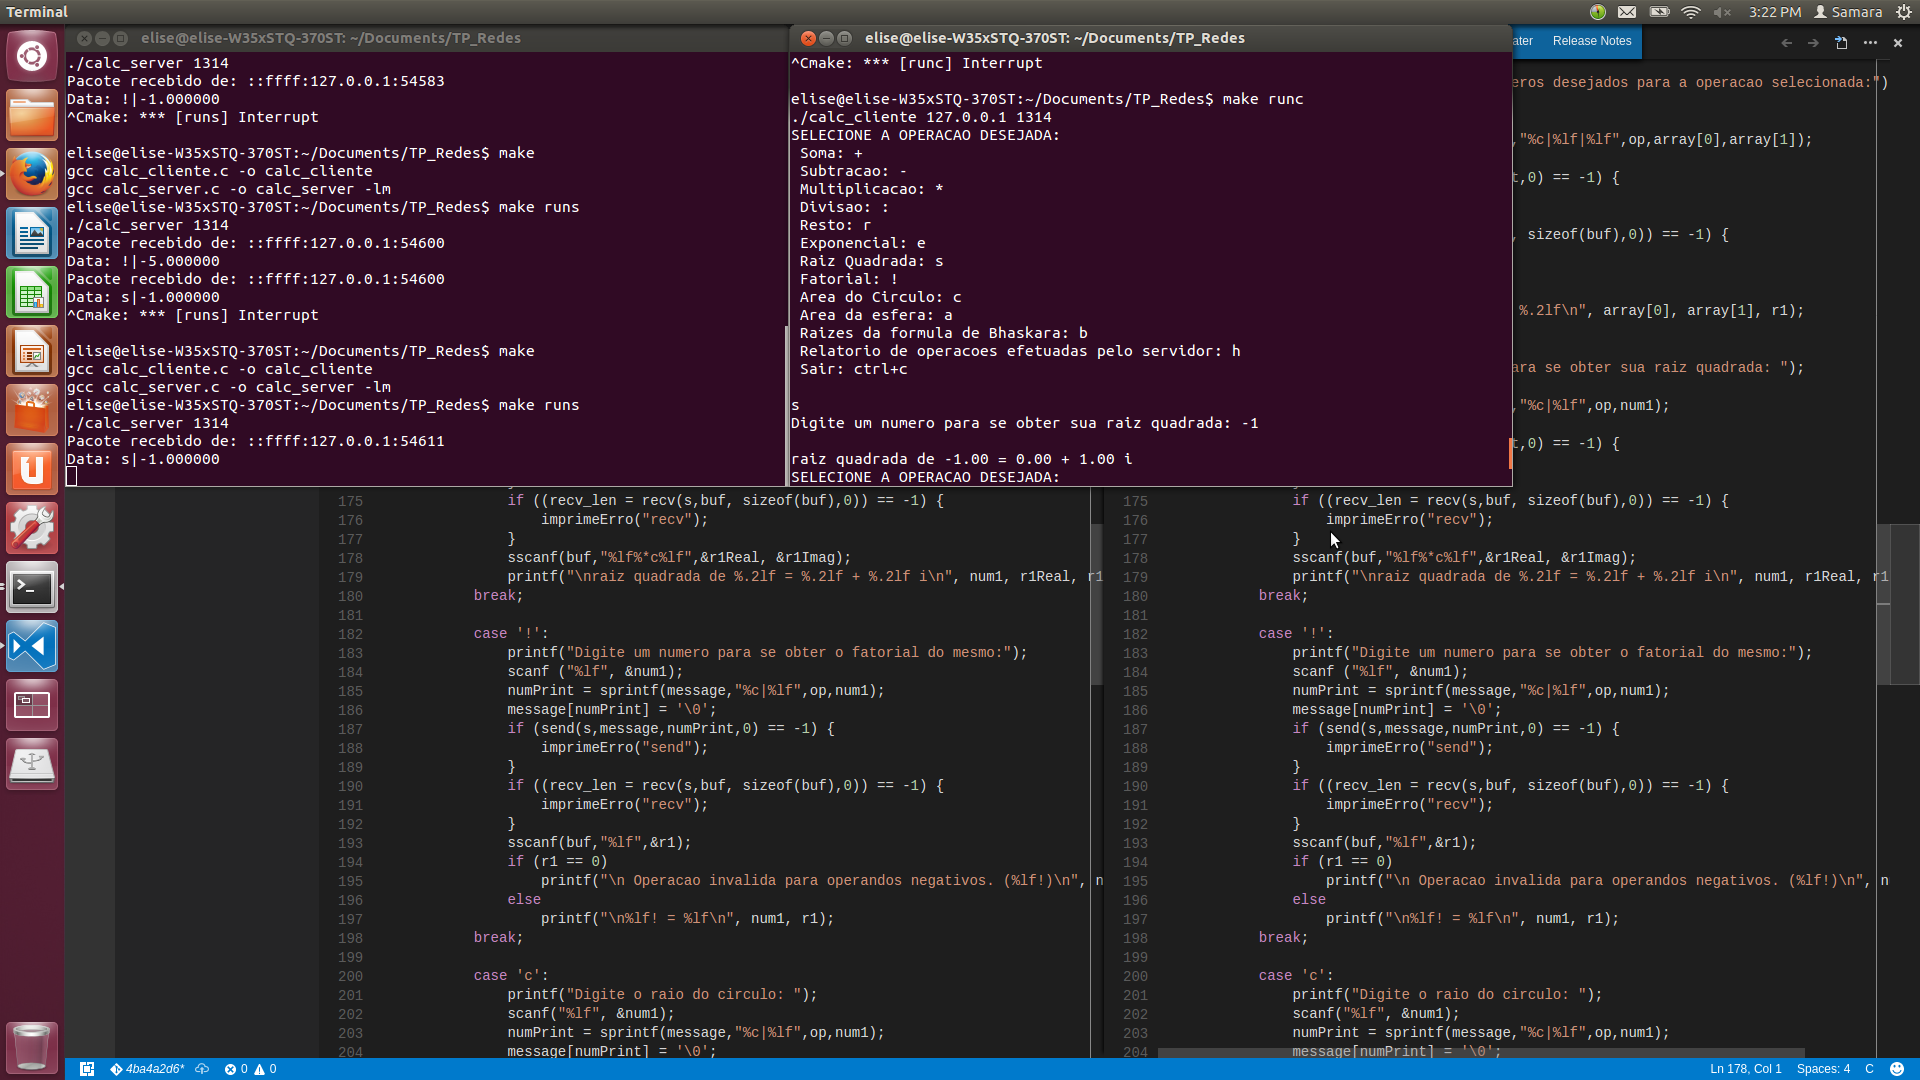 Terminal
3:22 PM
Samara
elise@elise-W35xSTQ-370ST: ~/Documents/TP_Redes
./calc_server 1314
Pacote recebido de: ::ffff:127.0.0.1:54583
Data: !|-1.000000
^Cmake: *** [runs] Interrupt
elise@elise-W35xSTQ-370ST:~/Documents/TP_Redes$ make
gcc calc_cliente.c -o calc_cliente
gcc calc_server.c -o calc_server -lm
elise@elise-W35xSTQ-370ST:~/Documents/TP_Redes$ make runs
./calc_server 1314
Pacote recebido de: ::ffff:127.0.0.1:54600
Data: !|-5.000000
Pacote recebido de: ::ffff:127.0.0.1:54600
Data: s|-1.000000
^Cmake: *** [runs] Interrupt
elise@elise-W35xSTQ-370ST:~/Documents/TP_Redes$ make
gcc calc_cliente.c -o calc_cliente
gcc calc_server.c -o calc_server -lm
elise@elise-W35xSTQ-370ST:~/Documents/TP_Redes$ make runs
./calc_server 1314
Pacote recebido de: ::ffff:127.0.0.1:54611
Data: s|-1.000000
elise@elise-W35xSTQ-370ST: ~/Documents/TP_Redes
^Cmake: *** [runc] Interrupt
elise@elise-W35xSTQ-370ST:~/Documents/TP_Redes$ make runc
./calc_cliente 127.0.0.1 1314
SELECIONE A OPERACAO DESEJADA:
Soma: +
Subtracao: -
Multiplicacao: *
Divisao: :
Resto: r
Exponencial: e
Raiz Quadrada: s
Fatorial: !
Area do Circulo: c
Area da esfera: a
Raizes da formula de Bhaskara: b
Relatorio de operacoes efetuadas pelo servidor: h
Sair: ctrl+c
s
Digite um numero para se obter sua raiz quadrada: -1
raiz quadrada de -1.00 = 0.00 + 1.00 i
SELECIONE A OPERACAO DESEJADA:
ater Release Notes
eros desejados para a operacao selecionada:")
,"%c|%lf|%lf",op,array[0],array[1]);
t,0) == -1) {
, sizeof(buf),0)) == -1) {
%.2lf\n", array[0], array[1], r1);
ara se obter sua raiz quadrada: ");
,"%c|%lf",op,num1);
t,0) == -1) {
175 if ((recv_len = recv(s,buf, sizeof(buf),0)) == -1) {
176 imprimeErro("recv");
177 }
178 sscanf(buf,"%lf%*c%lf",&r1Real, &r1Imag);
179 printf("\nraiz quadrada de %.2lf = %.2lf + %.2lf i\n", num1, r1Real, r1
180 break;
181
182 case '!':
183 printf("Digite um numero para se obter o fatorial do mesmo:");
184 scanf ("%lf", &num1);
185 numPrint = sprintf(message,"%c|%lf",op,num1);
186 message[numPrint] = '\0';
187 if (send(s,message,numPrint,0) == -1) {
188 imprimeErro("send");
189 }
190 if ((recv_len = recv(s,buf, sizeof(buf),0)) == -1) {
191 imprimeErro("recv");
192 }
193 sscanf(buf,"%lf",&r1);
194 if (r1 == 0)
195 printf("\n Operacao invalida para operandos negativos. (%lf!)\n", n
196 else
197 printf("\n%lf! = %lf\n", num1, r1);
198 break;
199
200 case 'c':
201 printf("Digite o raio do circulo: ");
202 scanf("%lf", &num1);
203 numPrint = sprintf(message,"%c|%lf",op,num1);
204 message[numPrint] = '\0';
175 if ((recv_len = recv(s,buf, sizeof(buf),0)) == -1) {
176 imprimeErro("recv");
177 }
178 sscanf(buf,"%lf%*c%lf",&r1Real, &r1Imag);
179 printf("\nraiz quadrada de %.2lf = %.2lf + %.2lf i\n", num1, r1Real, r1
180 break;
181
182 case '!':
183 printf("Digite um numero para se obter o fatorial do mesmo:");
184 scanf ("%lf", &num1);
185 numPrint = sprintf(message,"%c|%lf",op,num1);
186 message[numPrint] = '\0';
187 if (send(s,message,numPrint,0) == -1) {
188 imprimeErro("send");
189 }
190 if ((recv_len = recv(s,buf, sizeof(buf),0)) == -1) {
191 imprimeErro("recv");
192 }
193 sscanf(buf,"%lf",&r1);
194 if (r1 == 0)
195 printf("\n Operacao invalida para operandos negativos. (%lf!)\n", n
196 else
197 printf("\n%lf! = %lf\n", num1, r1);
198 break;
199
200 case 'c':
201 printf("Digite o raio do circulo: ");
202 scanf("%lf", &num1);
203 numPrint = sprintf(message,"%c|%lf",op,num1);
204 message[numPrint] = '\0';
4ba4a2d6* 0 0
Ln 178, Col 1 Spaces: 4 C